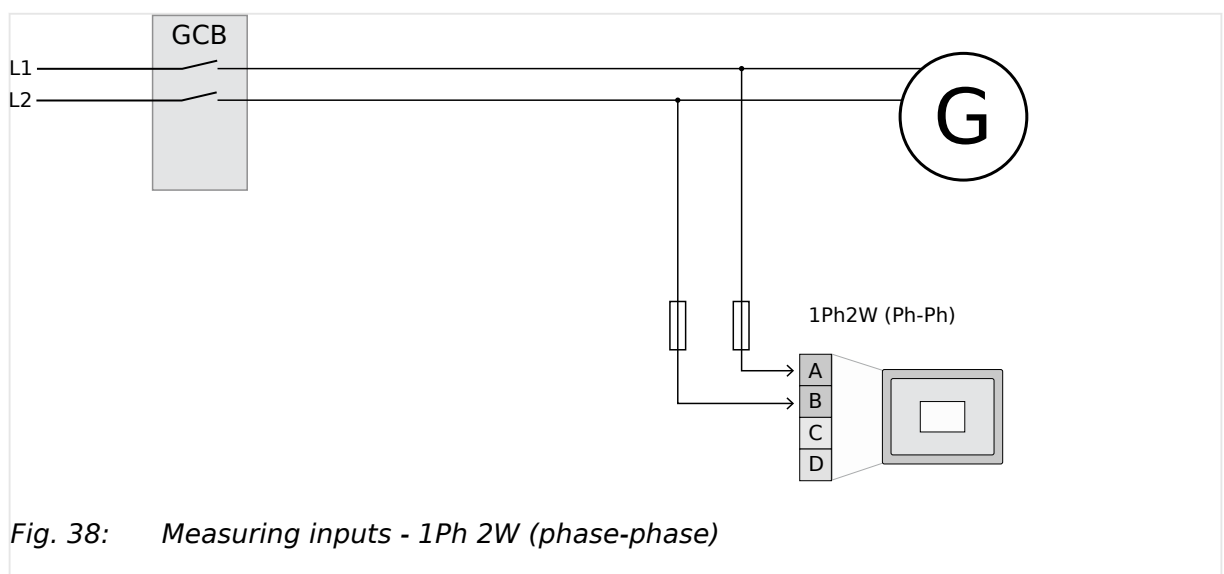 GCB
L1
L2
G
1Ph2W (Ph-Ph)
A
B
C
D
Fig. 38: Measuring inputs - 1Ph 2W (phase-phase)